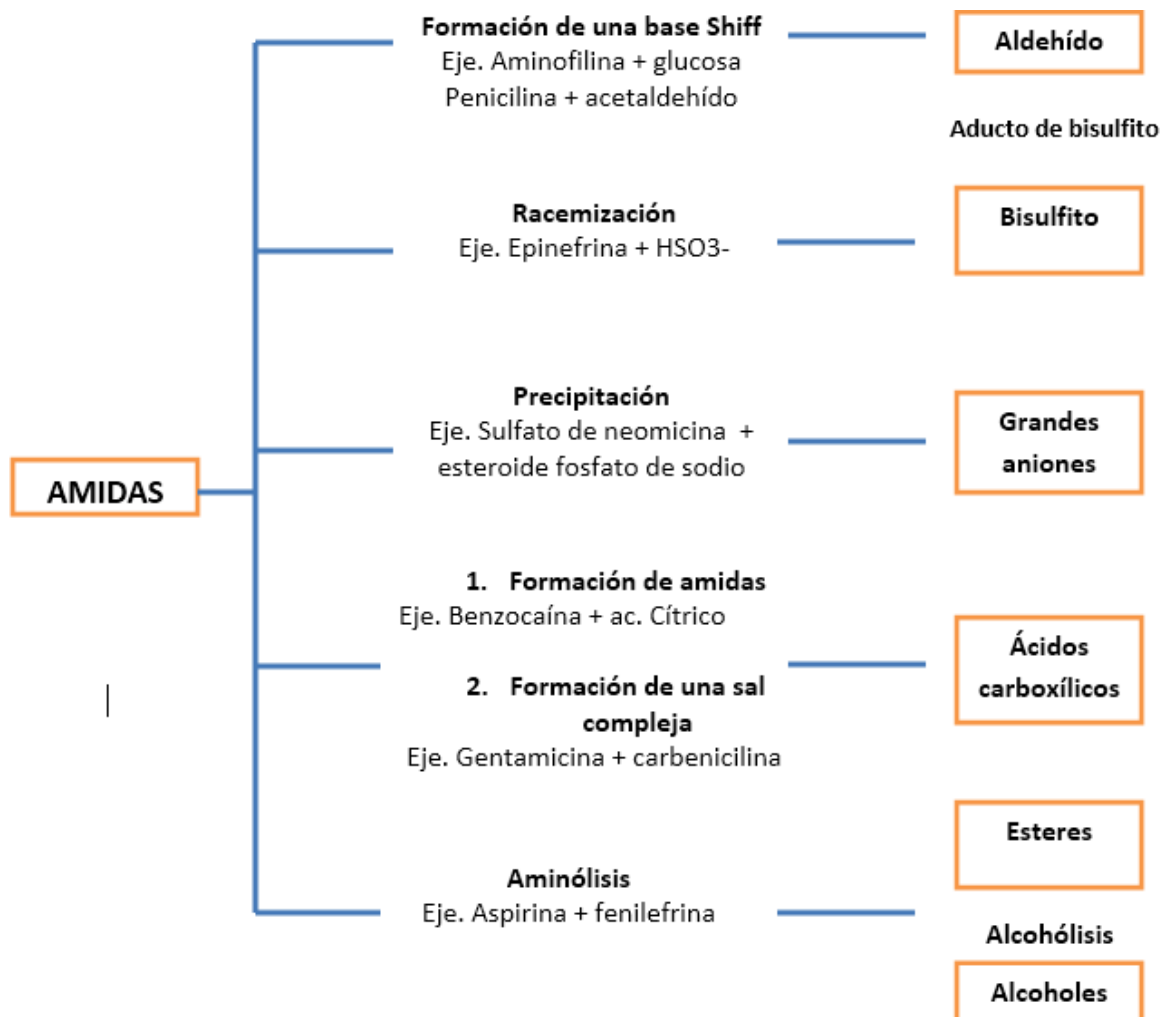 Formación de una base Shiff
Eje. Aminofilina + glucosa
Penicilina + acetaldehído
Aldehído
Aducto de bisulfito
Racemización
Eje. Epinefrina + HSO3-
Bisulfito
Precipitación
Eje. Sulfato de neomicina +
esteroide fosfato de sodio
Grandes
aniones
AMIDAS
1. Formación de amidas
Eje. Benzocaína + ac. Cítrico
2. Formación de una sal
compleja
Eje. Gentamicina + carbenicilina
Ácidos
carboxílicos
Esteres
Aminólisis
Eje. Aspirina + fenilefrina
Alcohólisis
Alcoholes